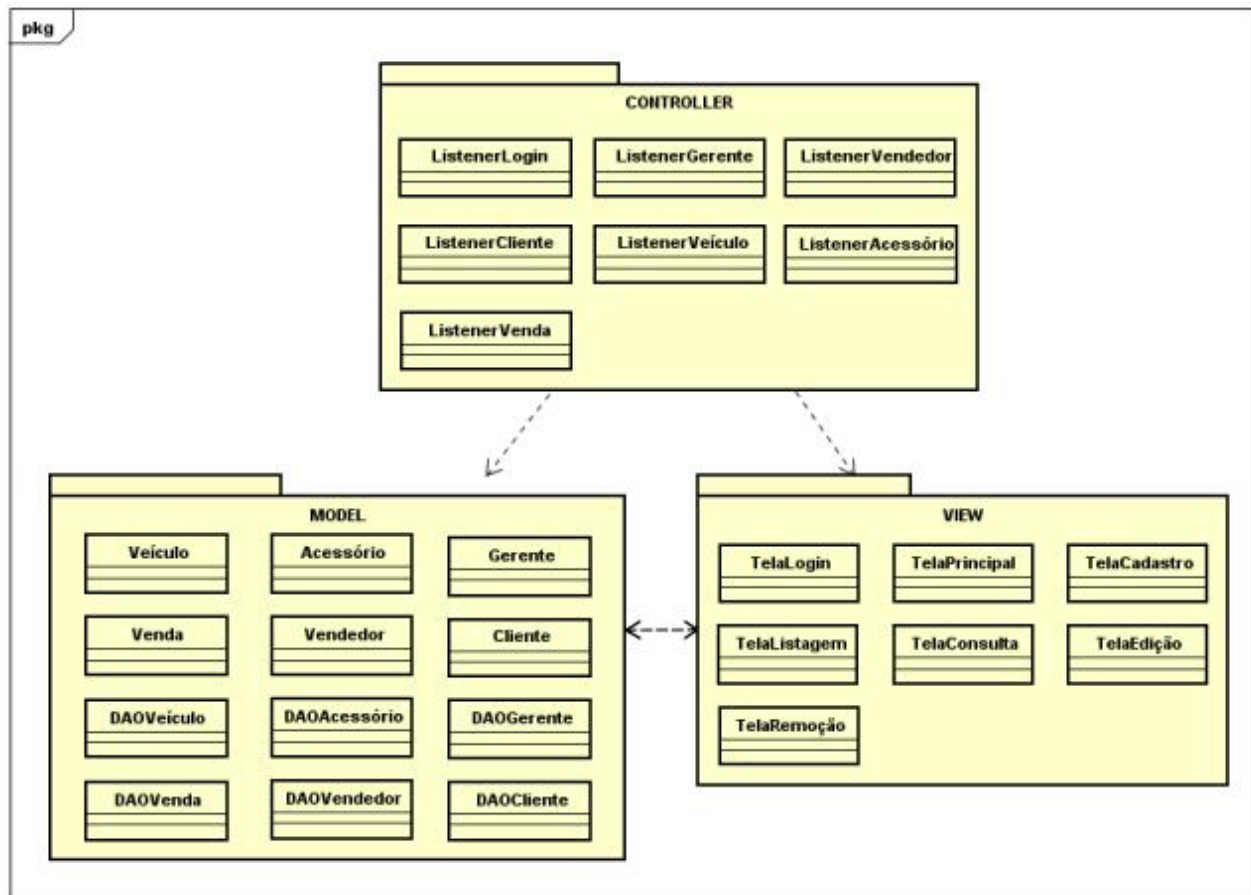 pkg
CONTROLLER
ListenerLogin
ListenerGerente
ListenerVendedor
ListenerCliente
ListenerVeículo
ListenerAcessório
ListenerVenda
MODEL
Veículo
Acessório
Gerente
Venda
Vendedor
Cliente
DAOVeículo
DAOAcessório
DAOGerente
DAOVenda
DAOVendedor
DAOCliente
VIEW
TelaLogin
TelaPrincipal
TelaCadastro
TelaListagem
TelaConsulta
TelaEdição
TelaRemoção